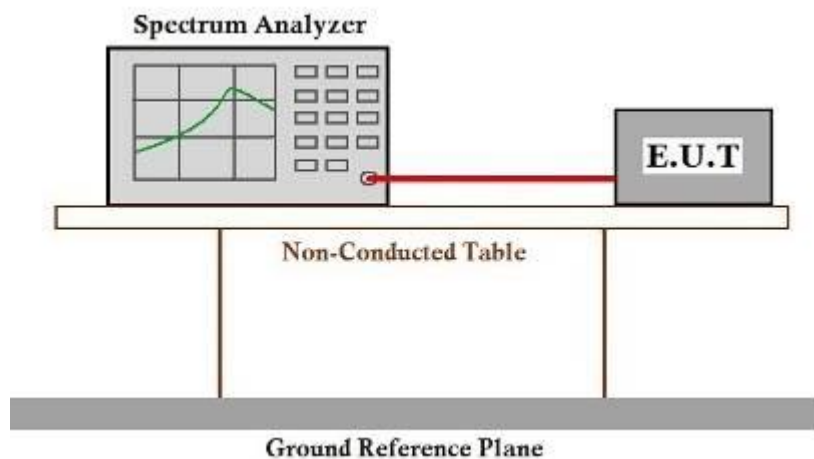 Spectrum Analyzer
E.U.T
Non-Conducted Table
Ground Reference Plane